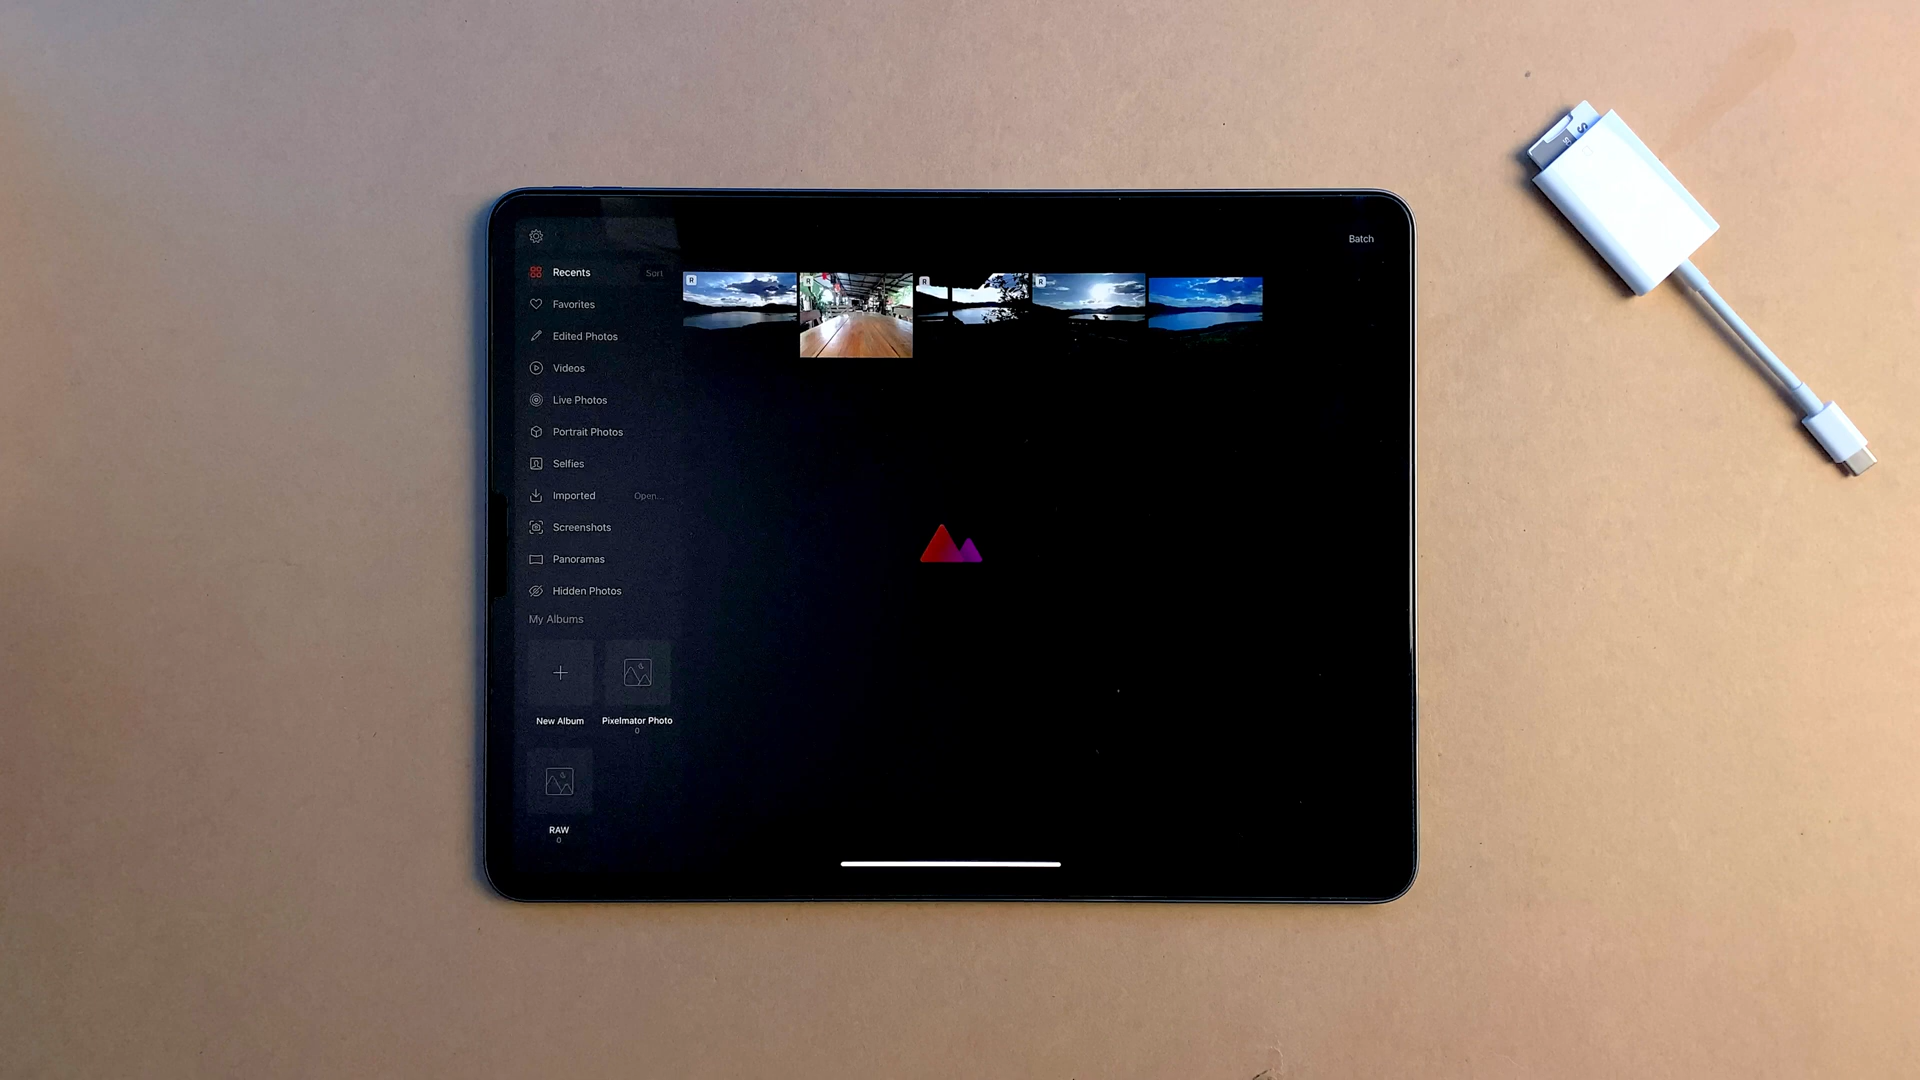 Batch
Recents Sort
Favorites
Edited Photos
Videos
Live Photos
Portrait Photos
Selfies
Imported Open...
Screenshots
Panoramas
Hidden Photos
My Albums
New Album
Pixelmator Photo
0
RAW
0
R
R
R
R